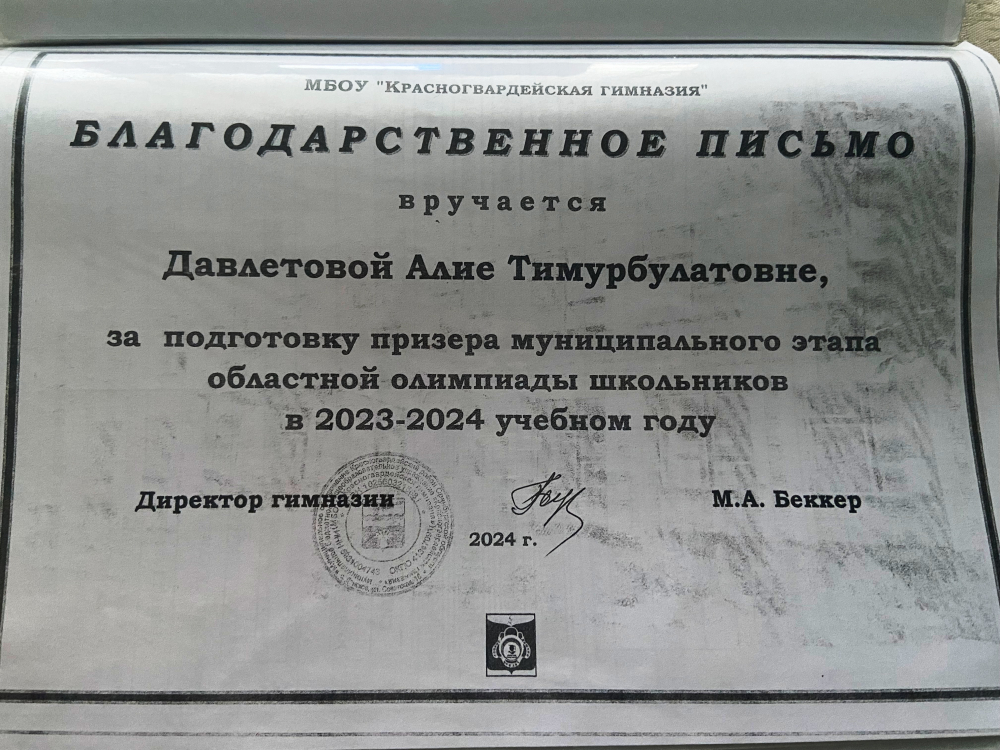 МБОУ "Красногвардейская гимназия"
БЛАГОДАРСТВЕННОЕ ПИСЬМО
вручается
Давлетовой Алие Тимурбулатовне,
за подготовку призера муниципального этапа
областной олимпиады школьников
в 2023-2024 учебном году
Директор гимназии
М.А. Беккер
2024 г.